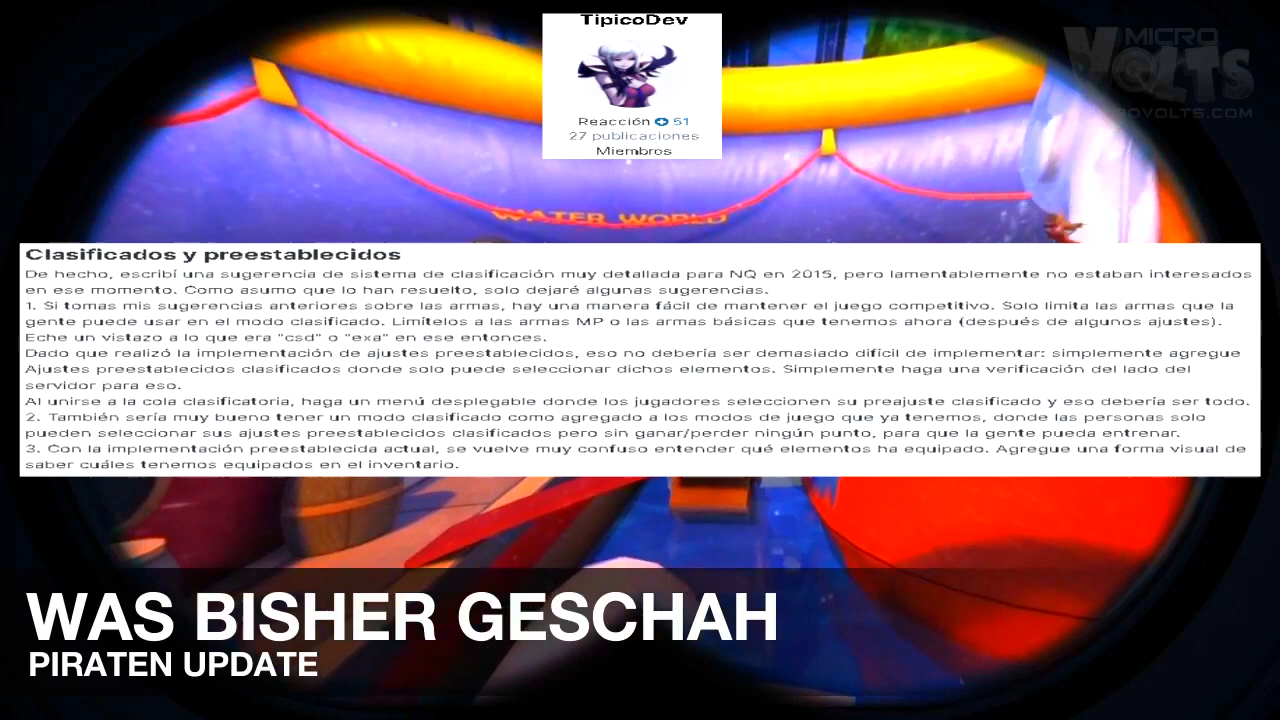 TipicoDev
MICRO
VOLTS
Reacción 51
27 publicaciones
Miembros
WATER WORLD
Clasificados y preestablecidos
De hecho, escribí una sugerencia de sistema de clasificación muy detallada para NQ en 2015, pero lamentablemente no estaban interesados
en ese momento. Como asumo que lo han resuelto, solo dejaré algunas sugerencias.
1. Si tomas mis sugerencias anteriores sobre las armas, hay una manera fácil de mantener el juego competitivo. Solo limita las armas que la
gente puede usar en el modo clasificado. Limítelos a las armas MP o las armas básicas que tenemos ahora (después de algunos ajustes).
Eche un vistazo a lo que era "csd" o "exa" en ese entonces.
Dado que realizó la implementación de ajustes preestablecidos, eso no debería ser demasiado difícil de implementar: simplemente agregue
Ajustes preestablecidos clasificados donde solo puede seleccionar dichos elementos. Simplemente haga una verificación del lado del
servidor para eso.
Al unirse a la cola clasificatoria, haga un menú desplegable donde los jugadores seleccionen su preajuste clasificado y eso debería ser todo.
2. También sería muy bueno tener un modo clasificado como agregado a los modos de juego que ya tenemos, donde las personas solo
pueden seleccionar sus ajustes preestablecidos clasificados pero sin ganar/perder ningún punto, para que la gente pueda entrenar.
3. Con la implementación preestablecida actual, se vuelve muy confuso entender qué elementos ha equipado. Agregue una forma visual de
saber cuáles tenemos equipados en el inventario.
WAS BISHER GESCHAH
PIRATEN UPDATE